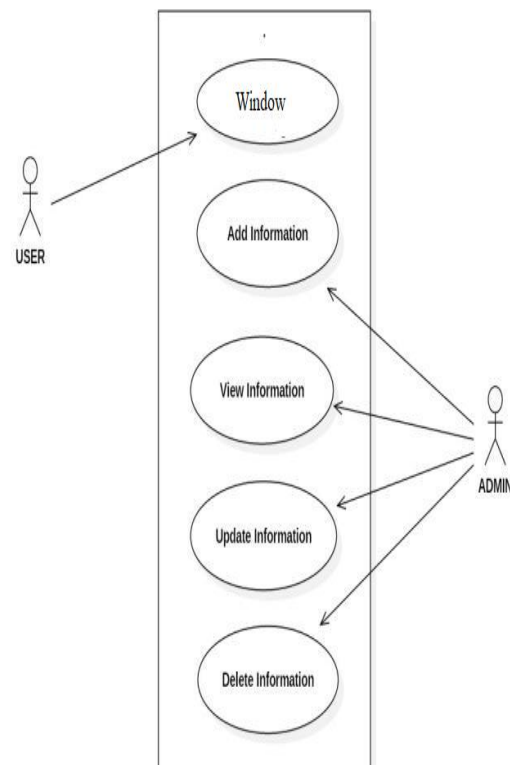 Window
USER
Add Information
View Information
ADMIN
Update Information
Delete Information